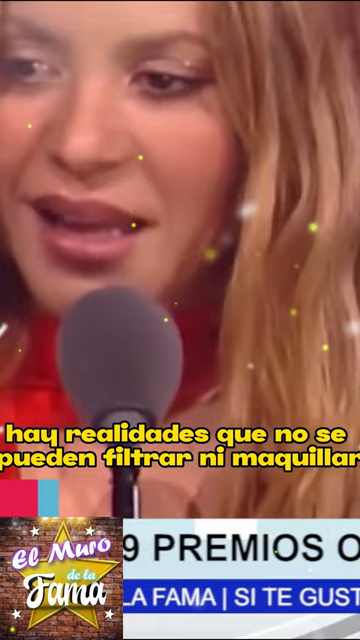 hay realidades que no se
pueden filtrar ni maquillar
El Muro
de la
Fama
9 PREMIOS O
LA FAMA | SI TE GUST